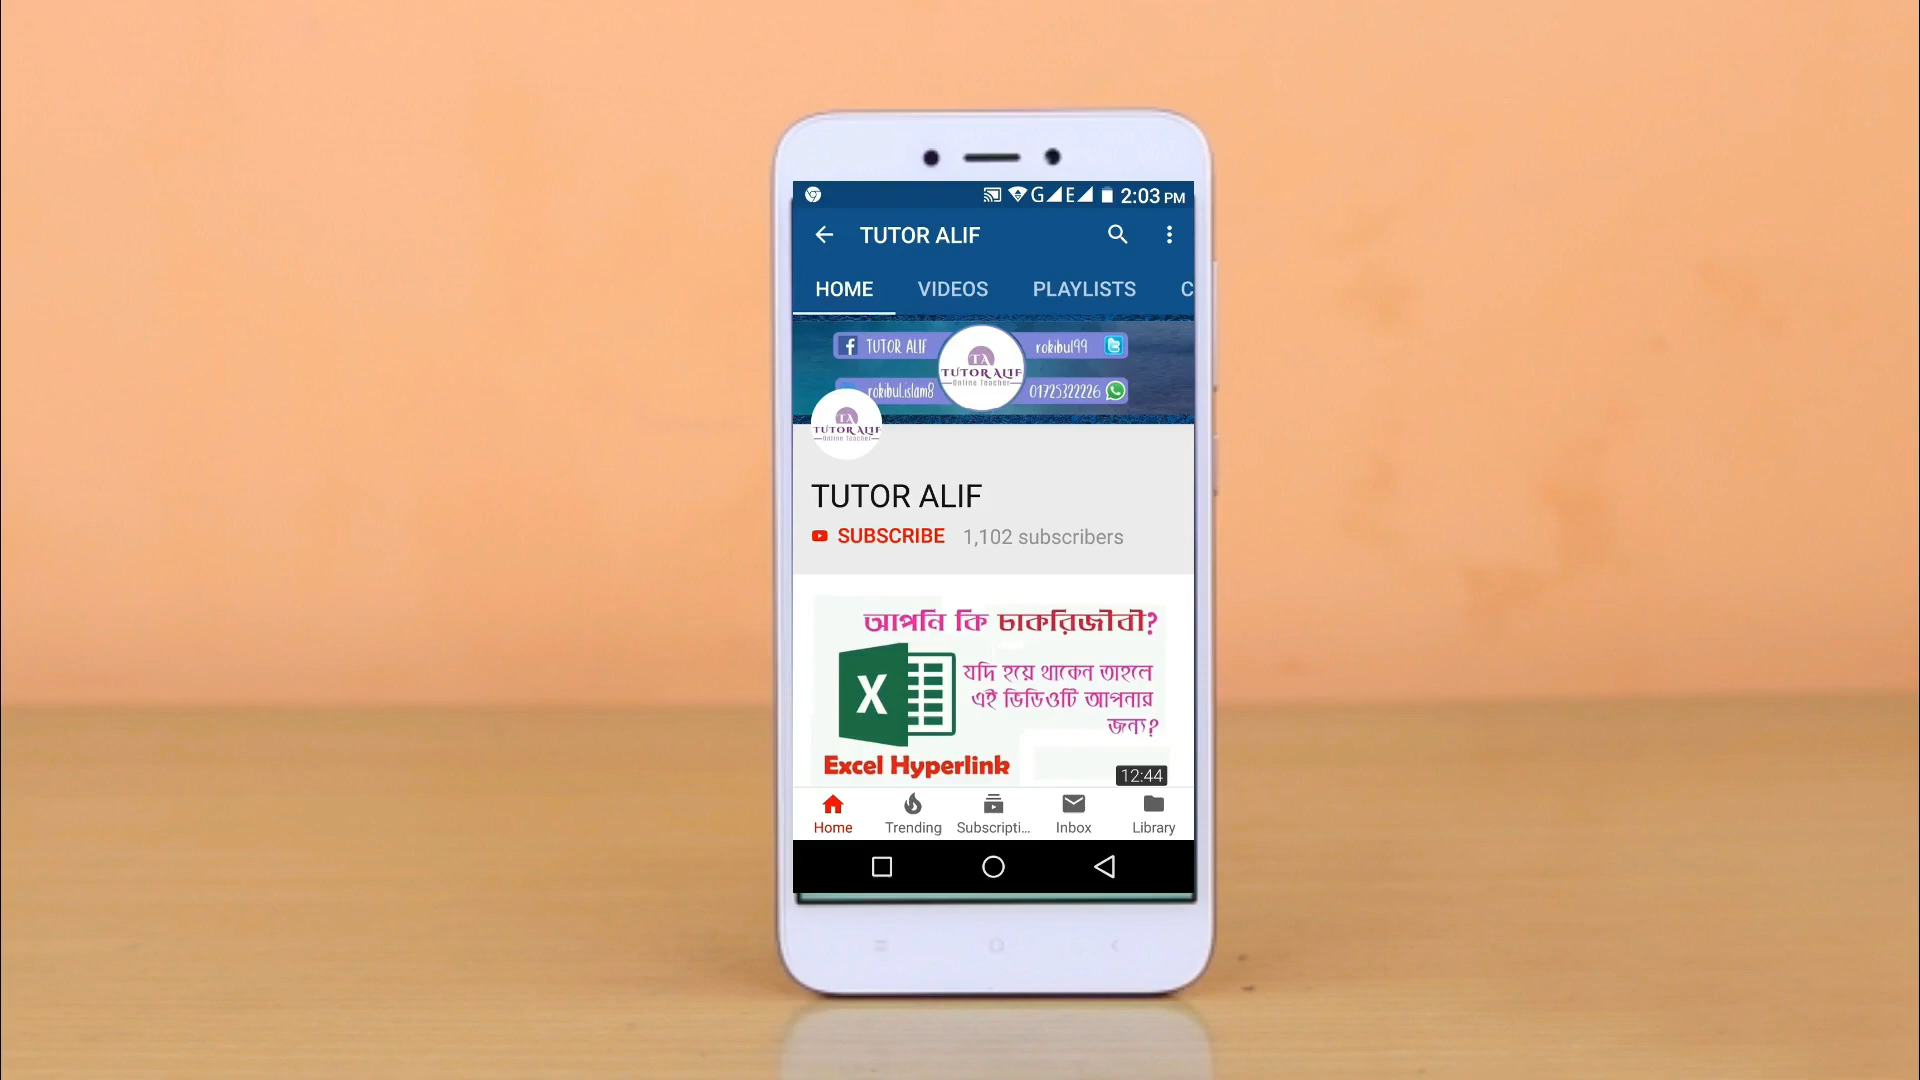 2:03 PM
TUTOR ALIF
HOME VIDEOS PLAYLISTS C
TUTOR ALIF
rokibul99
rokibul.islam8
01725322226
TA
TUTOR ALIF
Online Teacher
TA
TUTOR ALIF
Online Teacher
TUTOR ALIF
SUBSCRIBE 1,102 subscribers
আপনি কি চাকরিজীবী?
যদি হয়ে থাকেন তাহলে
এই ভিডিওটি আপনার
জন্য?
X
Excel Hyperlink
12:44
Home Trending Subscripti... Inbox Library